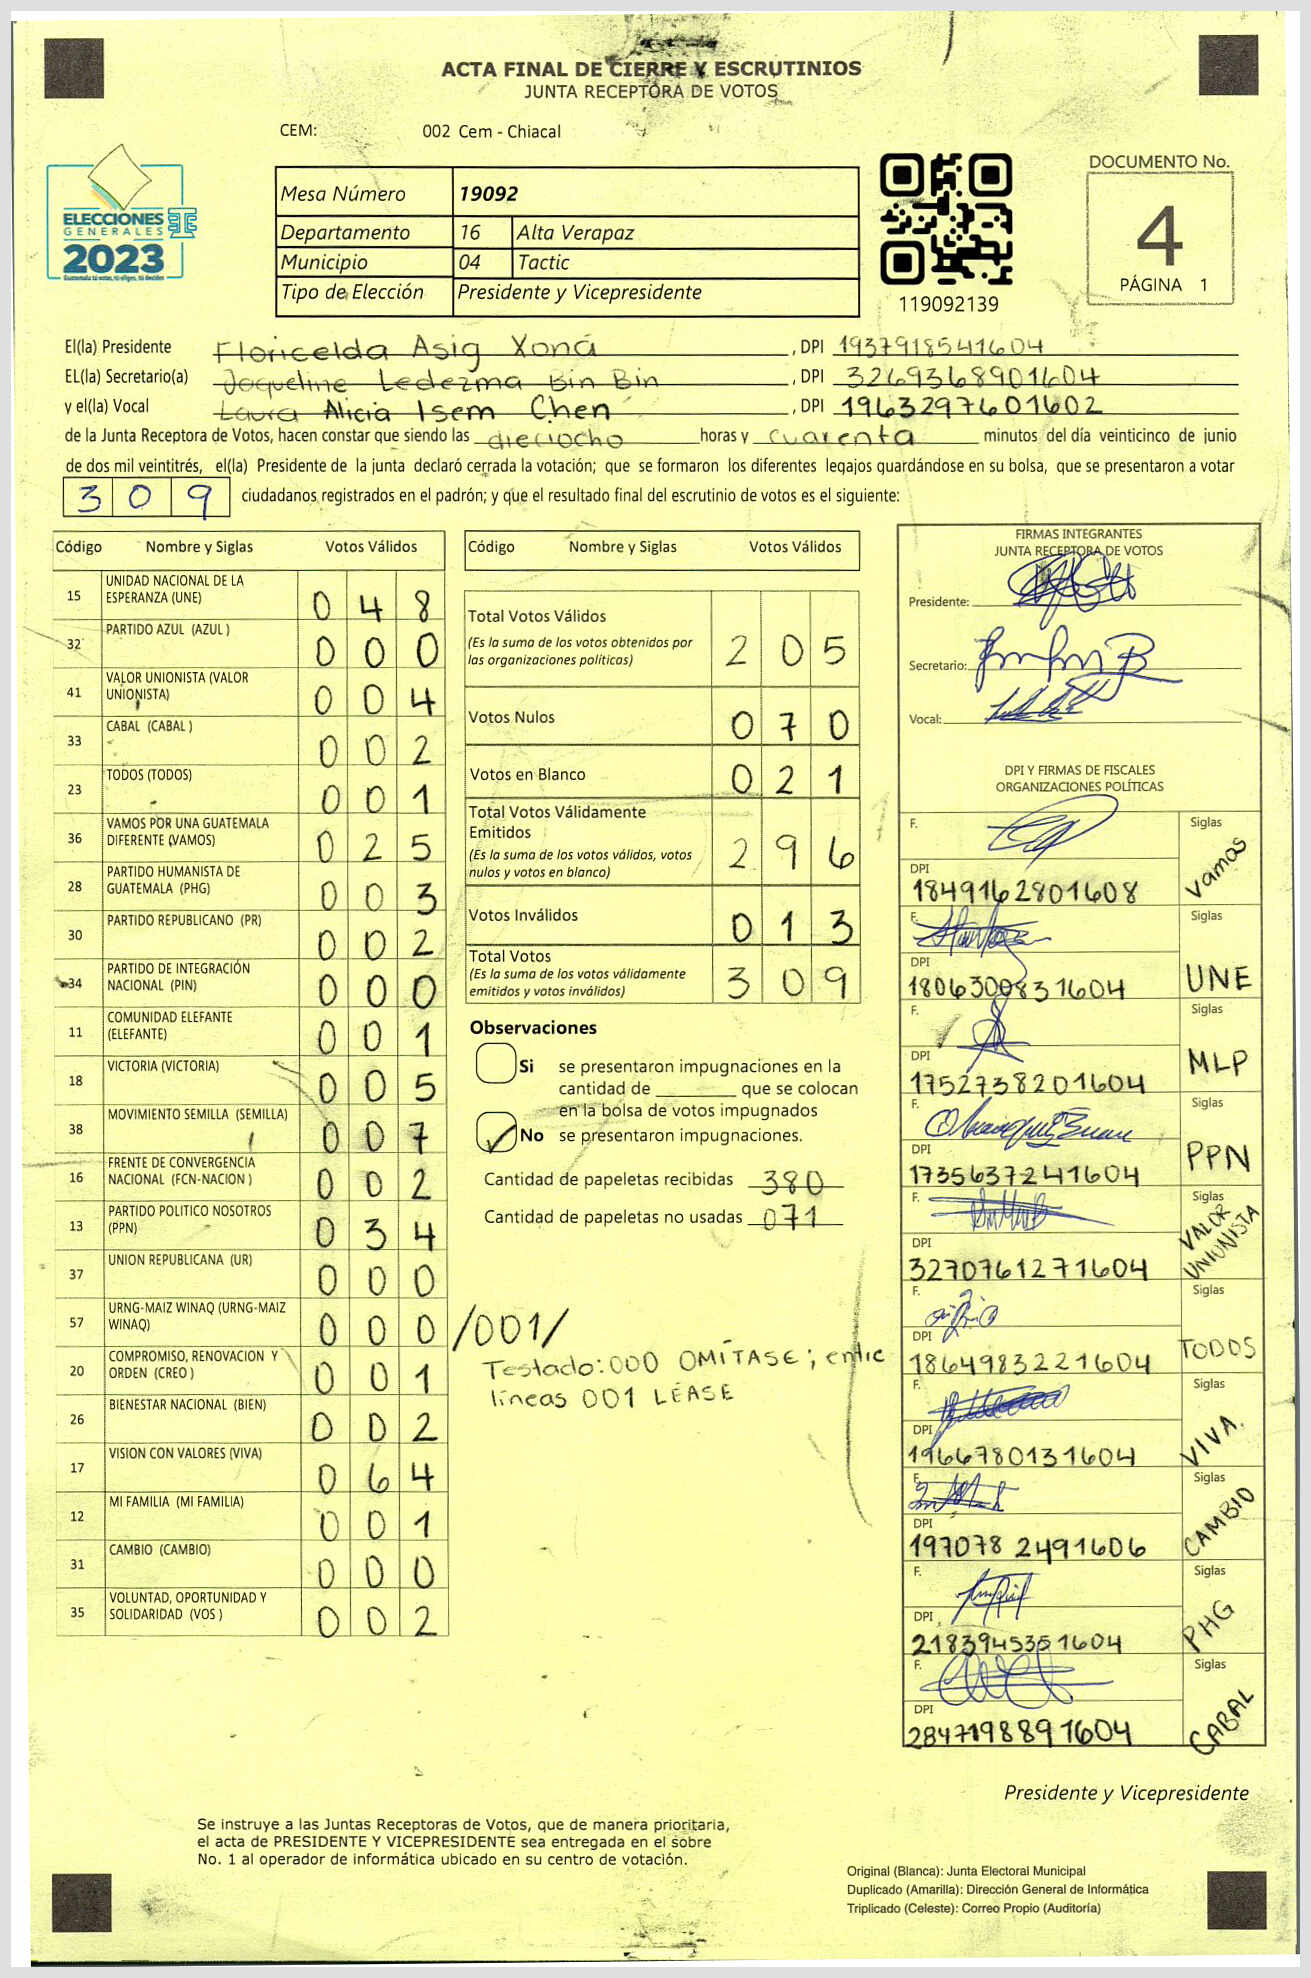 ACTA FINAL DE CIERRE Y ESCRUTINIOS
JUNTA RECEPTORA DE VOTOS
CEM: 002 Cem - Chiacal
ELECCIONES
GENERALES
2023
Mesa Número 19092
Departamento 16 Alta Verapaz
Municipio 04 Tactic
Tipo de Elección Presidente y Vicepresidente
119092139
DOCUMENTO No.
4
PÁGINA 1
El(la) Presidente Floricelda Asig Xoná , DPI 1937918541604
EL(la) Secretario(a) Jaqueline Ledezma Bin Bin , DPI 3269368901604
y el(la) Vocal Laura Alicia Isem Chen , DPI 1963297601602
de la Junta Receptora de Votos, hacen constar que siendo las dieciocho horas y cuarenta minutos del día veinticinco de junio
de dos mil veintitrés, el(la) Presidente de la junta declaró cerrada la votación; que se formaron los diferentes legajos guardándose en su bolsa, que se presentaron a votar
309 ciudadanos registrados en el padrón; y que el resultado final del escrutinio de votos es el siguiente:
Código Nombre y Siglas Votos Válidos
15 UNIDAD NACIONAL DE LA
ESPERANZA (UNE) 0 4 8
32 PARTIDO AZUL (AZUL ) 0 0 0
41 VALOR UNIONISTA (VALOR
UNIONISTA) 0 0 4
33 CABAL (CABAL ) 0 0 2
23 TODOS (TODOS) 0 0 1
36 VAMOS POR UNA GUATEMALA
DIFERENTE (VAMOS) 0 2 5
28 PARTIDO HUMANISTA DE
GUATEMALA (PHG) 0 0 3
30 PARTIDO REPUBLICANO (PR) 0 0 2
34 PARTIDO DE INTEGRACIÓN
NACIONAL (PIN) 0 0 0
11 COMUNIDAD ELEFANTE
(ELEFANTE) 0 0 1
18 VICTORIA (VICTORIA) 0 0 5
38 MOVIMIENTO SEMILLA (SEMILLA) 0 0 7
16 FRENTE DE CONVERGENCIA
NACIONAL (FCN-NACION ) 0 0 2
13 PARTIDO POLITICO NOSOTROS
(PPN) 0 3 4
37 UNION REPUBLICANA (UR) 0 0 0
57 URNG-MAIZ WINAQ (URNG-MAIZ
WINAQ) 0 0 0 /001/
20 COMPROMISO, RENOVACION Y
ORDEN (CREO ) 0 0 1
26 BIENESTAR NACIONAL (BIEN) 0 0 2
17 VISION CON VALORES (VIVA) 0 6 4
12 MI FAMILIA (MI FAMILIA) 0 0 1
31 CAMBIO (CAMBIO) 0 0 0
35 VOLUNTAD, OPORTUNIDAD Y
SOLIDARIDAD (VOS ) 0 0 2
Código Nombre y Siglas Votos Válidos
Total Votos Válidos
(Es la suma de los votos obtenidos por
las organizaciones políticas) 2 0 5
Votos Nulos 0 7 0
Votos en Blanco 0 2 1
Total Votos Válidamente
Emitidos
(Es la suma de los votos válidos, votos
nulos y votos en blanco) 2 9 6
Votos Inválidos 0 1 3
Total Votos
(Es la suma de los votos válidamente
emitidos y votos inválidos) 3 0 9
Observaciones
Si se presentaron impugnaciones en la
cantidad de ________ que se colocan
en la bolsa de votos impugnados
No se presentaron impugnaciones.
Cantidad de papeletas recibidas 380
Cantidad de papeletas no usadas 071
Testado: 000 OMÍTASE; entre
líneas 001 LÉASE
FIRMAS INTEGRANTES
JUNTA RECEPTORA DE VOTOS
Presidente:
Secretario:
Vocal:
DPI Y FIRMAS DE FISCALES
ORGANIZACIONES POLÍTICAS
F. Siglas
DPI
1849162801608 Vamos
F. Siglas
DPI
1806300831604 UNE
F. Siglas
DPI
1752738201604 MLP
F. Siglas
DPI
1735637241604 PPN
F. Siglas
DPI
3270761271604 VALOR UNIONISTA
F. Siglas
DPI
1864983221604 TODOS
F. Siglas
DPI
1966780131604 VIVA.
F. Siglas
DPI
197078 2491606 CAMBIO
F. Siglas
DPI
2183945351604 PHG
F. Siglas
DPI
2847198891604 CABAL
Presidente y Vicepresidente
Se instruye a las Juntas Receptoras de Votos, que de manera prioritaria,
el acta de PRESIDENTE Y VICEPRESIDENTE sea entregada en el sobre
No. 1 al operador de informática ubicado en su centro de votación.
Original (Blanca): Junta Electoral Municipal
Duplicado (Amarilla): Dirección General de Informática
Triplicado (Celeste): Correo Propio (Auditoría)